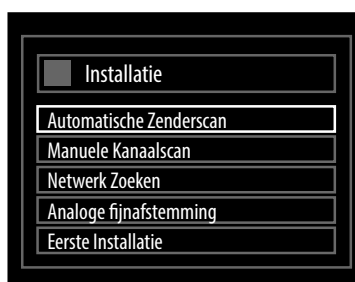 Installatie
Automatische Zenderscan
Manuele Kanaalscan
Netwerk Zoeken
Analoge fijnafstemming
Eerste Installatie